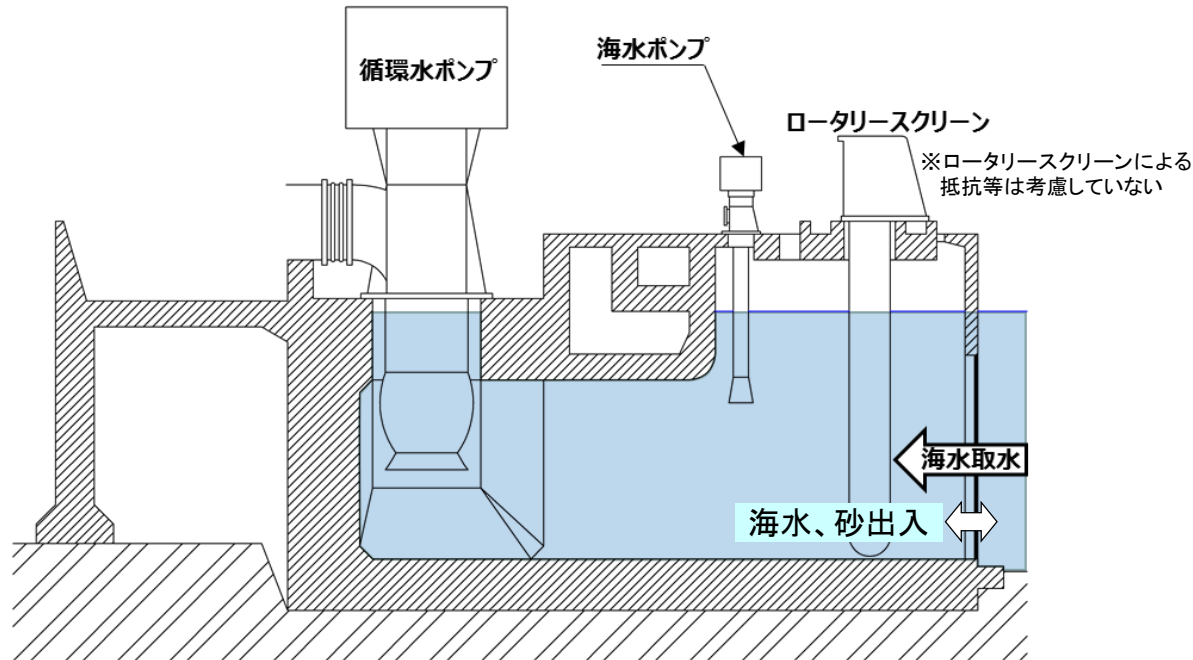 循環水ポンプ
海水ポンプ
ロータリースクリーン
※ロータリースクリーンによる
抵抗等は考慮していない
海水取水
海水、砂出入